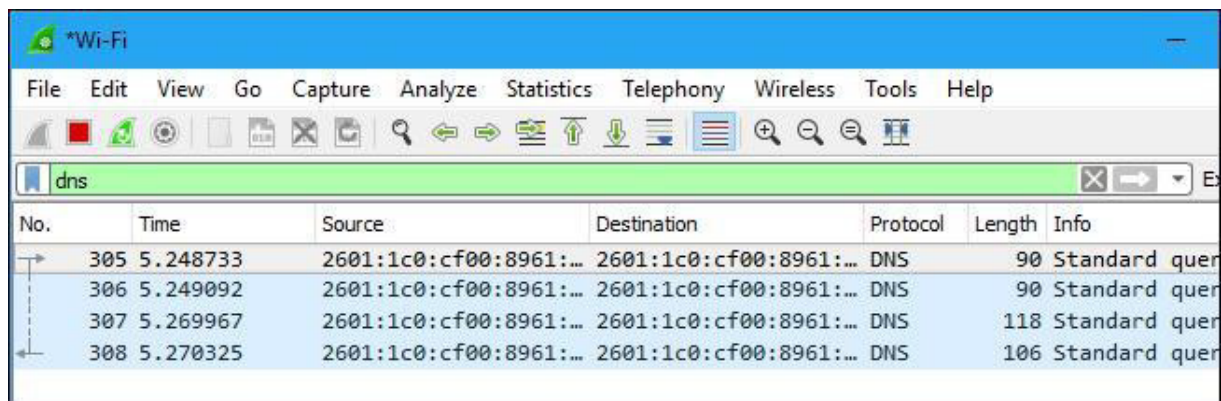 *Wi-Fi
File Edit View Go Capture Analyze Statistics Telephony Wireless Tools Help
dns
No. Time Source Destination Protocol Length Info
305 5.248733 2601:1c0:cf00:8961:… 2601:1c0:cf00:8961:… DNS 90 Standard quer
306 5.249092 2601:1c0:cf00:8961:… 2601:1c0:cf00:8961:… DNS 90 Standard quer
307 5.269967 2601:1c0:cf00:8961:… 2601:1c0:cf00:8961:… DNS 118 Standard quer
308 5.270325 2601:1c0:cf00:8961:… 2601:1c0:cf00:8961:… DNS 106 Standard quer